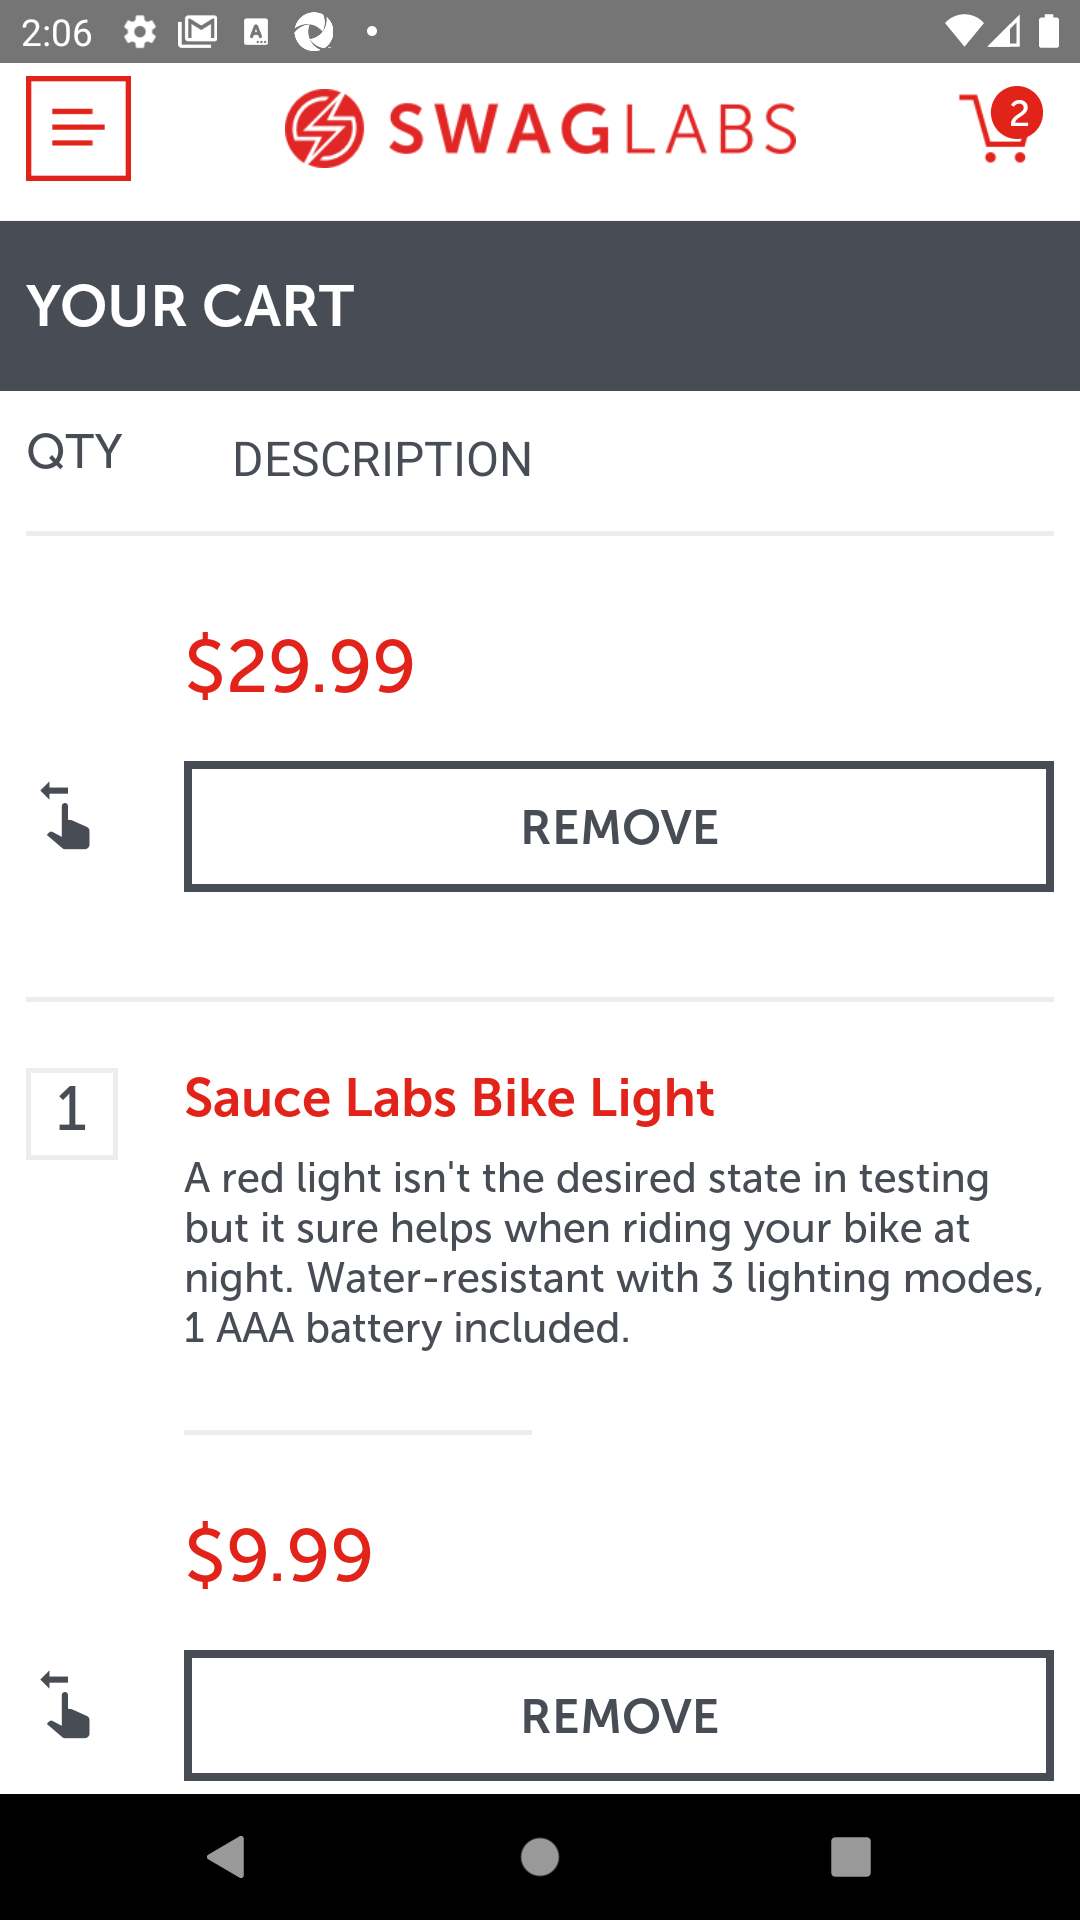 2:06
SWAGLABS
2
YOUR CART
QTY
DESCRIPTION
$29.99
REMOVE
1
Sauce Labs Bike Light
A red light isn't the desired state in testing
but it sure helps when riding your bike at
night. Water-resistant with 3 lighting modes,
1 AAA battery included.
$9.99
REMOVE